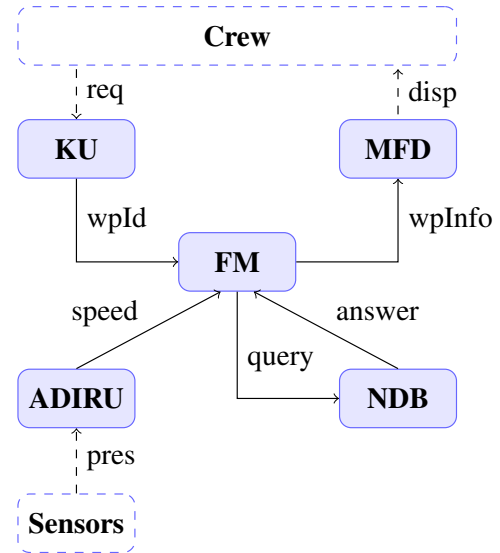 Crew
req
disp
KU
MFD
wpId
wpInfo
FM
speed
answer
query
ADIRU
NDB
pres
Sensors